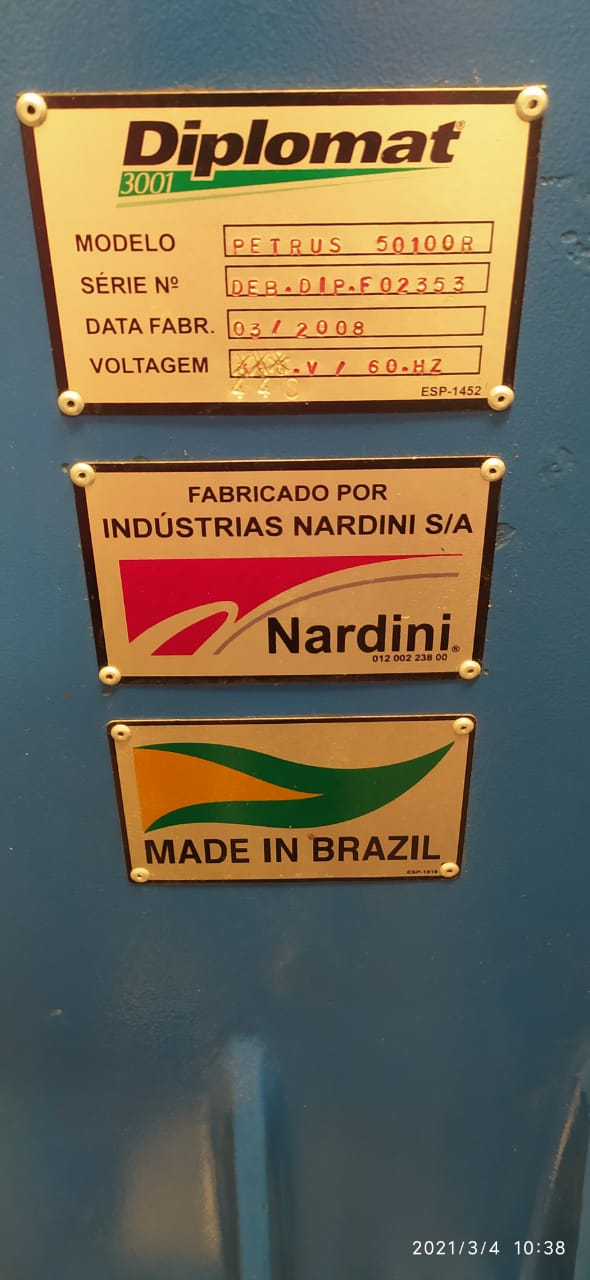 Diplomat®
3001
MODELO PETRUS 50100R
SÉRIE Nº DEB.DIP.F02353
DATA FABR. 03/2008
VOLTAGEM .V / 60.HZ
440
ESP-1452
FABRICADO POR
INDÚSTRIAS NARDINI S/A
Nardini®
012 002 238 00
MADE IN BRAZIL
2021/3/4 10:38